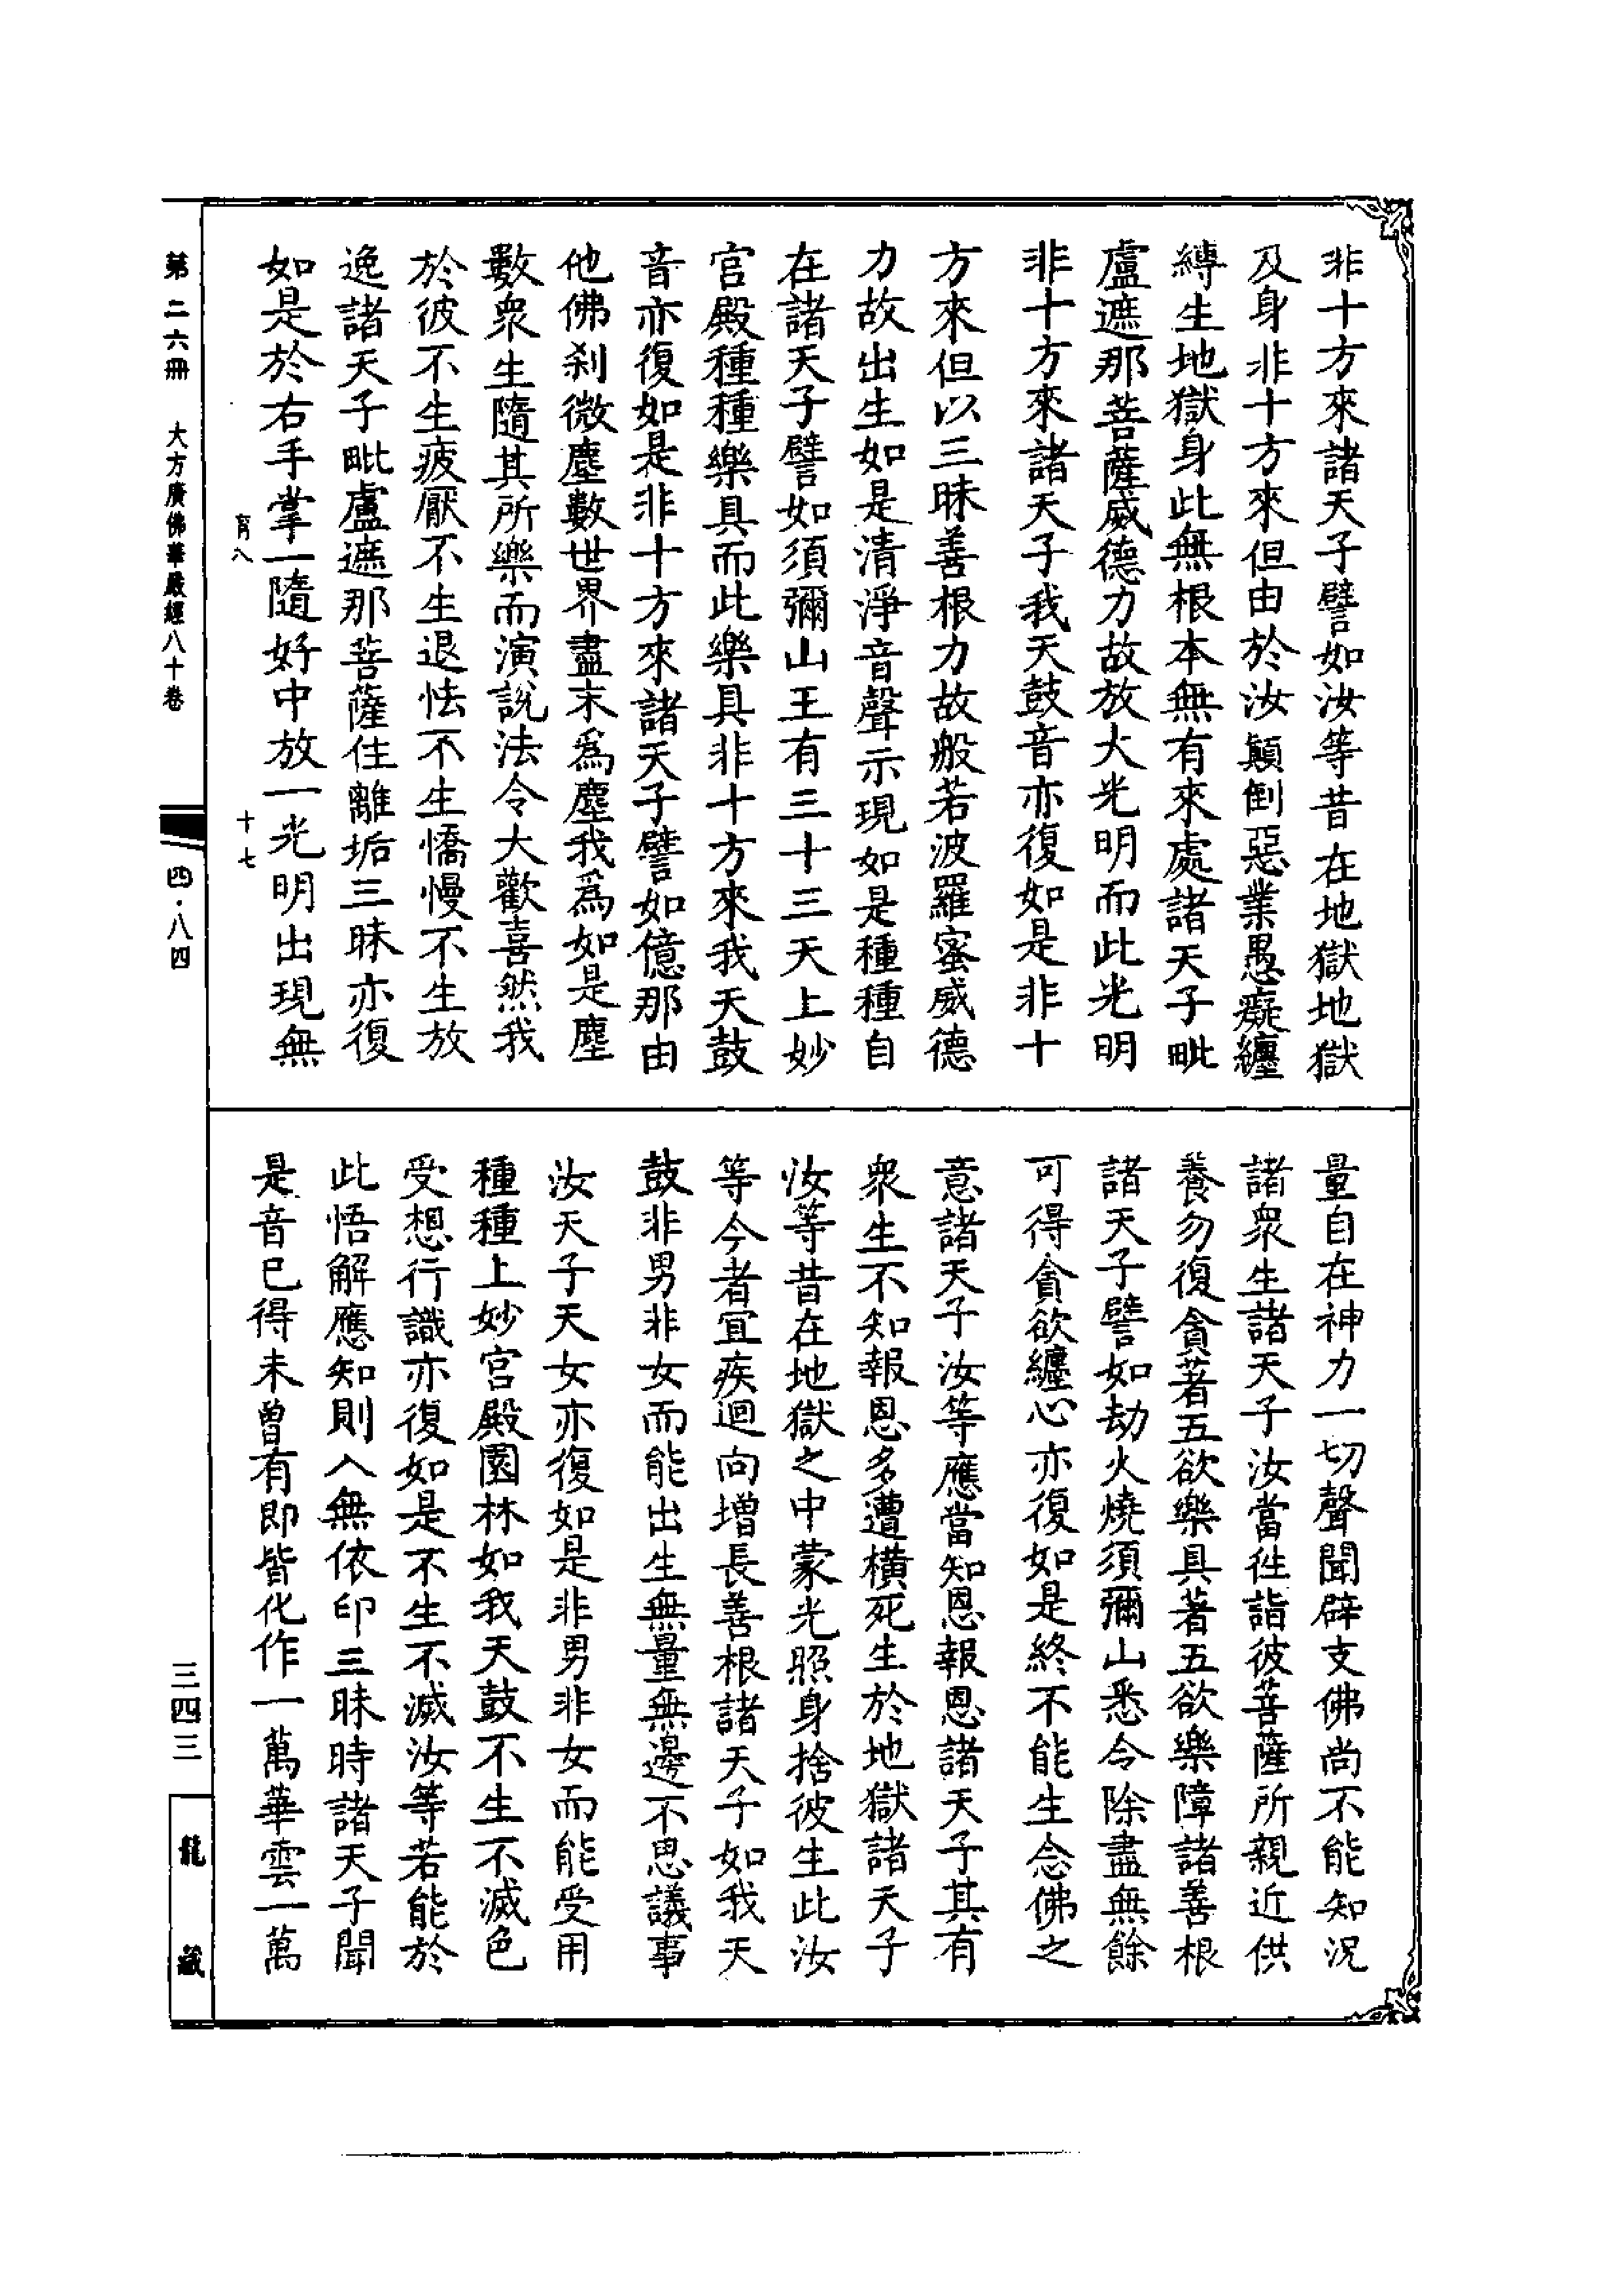 非十方來諸天子譬如汝等昔在地獄地獄
及身非十方來但由於汝顛倒惡業愚癡纏
縛生地獄身此無根本無有來處諸天子毗
盧遮那菩薩威德力故放大光明而此光明
非十方來諸天子我天鼓音亦復如是非十
方來但以三昧善根力故般若波羅蜜威德
力故出生如是清淨音聲示現如是種種自
在諸天子譬如須彌山王有三十三天上妙
宮殿種種樂具而此樂具非十方來我天鼓
音亦復如是非十方來諸天子譬如億那由
他佛剎微塵數世界盡末為塵我為如是塵
數眾生隨其所樂而演說法令大歡喜然我
於彼不生疲厭不生退怯不生憍慢不生放
逸諸天子毗盧遮那菩薩住離垢三昧亦復
如是於右手掌一隨好中放一光明出現無
量自在神力一切聲聞辟支佛尚不能知況
諸眾生諸天子汝當往詣彼菩薩所親近供
養勿復貪著五欲樂具著五欲樂障諸善根
諸天子譬如劫火燒須彌山悉令除盡無餘
可得貪欲纏心亦復如是終不能生念佛之
意諸天子汝等應當知恩報恩諸天子其有
眾生不知報恩多遭橫死生於地獄諸天子
汝等昔在地獄之中蒙光照身捨彼生此汝
等今者宜疾迴向增長善根諸天子如我天
鼓非男非女而能出生無量無邊不思議事
汝天子天女亦復如是非男非女而能受用
種種上妙宮殿園林如我天鼓不生不滅色
受想行識亦復如是不生不滅汝等若能於
此悟解應知則入無依印三昧時諸天子聞
是音已得未曾有即皆化作一萬華雲一萬
育八
十七
第二六冊 大方廣佛華嚴經八十卷
四·八四
三四三
龍藏